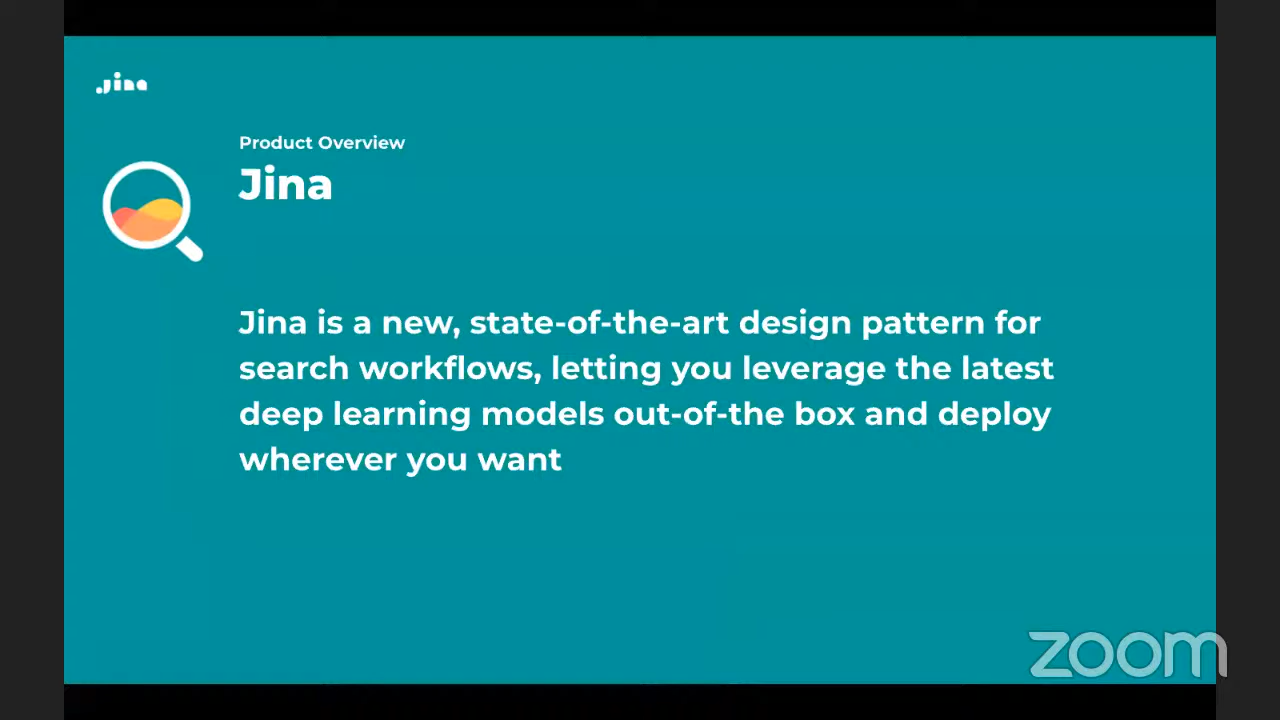 Jina
Product Overview
Jina
Jina is a new, state-of-the-art design pattern for
search workflows, letting you leverage the latest
deep learning models out-of-the box and deploy
wherever you want
zoom